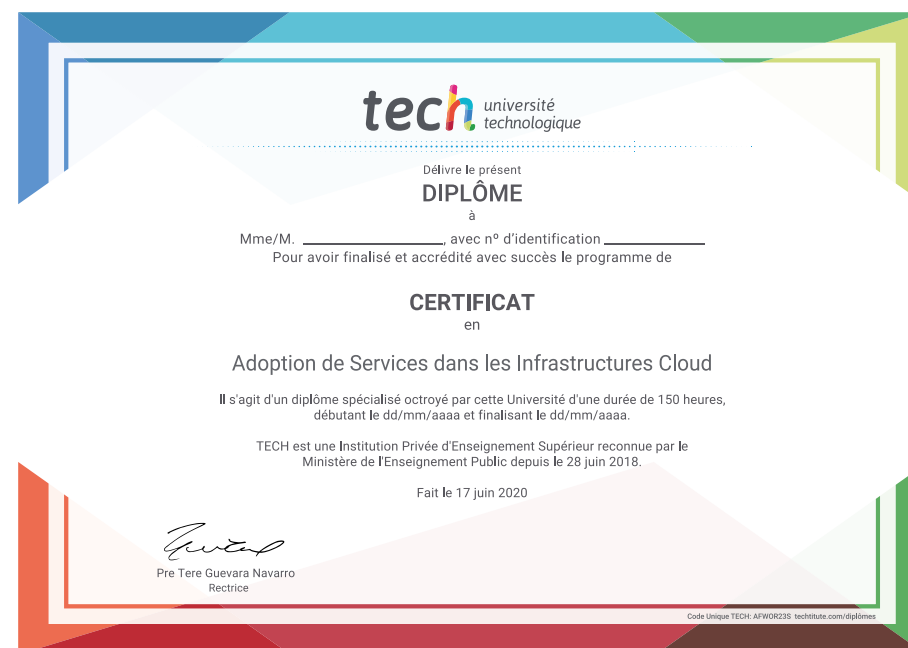 tech université
technologique
Délivre le présent
DIPLÔME
à
Mme/M. ____________________, avec nº d'identification ______________
Pour avoir finalisé et accrédité avec succès le programme de
CERTIFICAT
en
Adoption de Services dans les Infrastructures Cloud
Il s'agit d'un diplôme spécialisé octroyé par cette Université d'une durée de 150 heures,
débutant le dd/mm/aaaa et finalisant le dd/mm/aaaa.
TECH est une Institution Privée d'Enseignement Supérieur reconnue par le
Ministère de l'Enseignement Public depuis le 28 juin 2018.
Fait le 17 juin 2020
Pre Tere Guevara Navarro
Rectrice
Code Unique TECH: AFWOR23S techtitute.com/diplômes